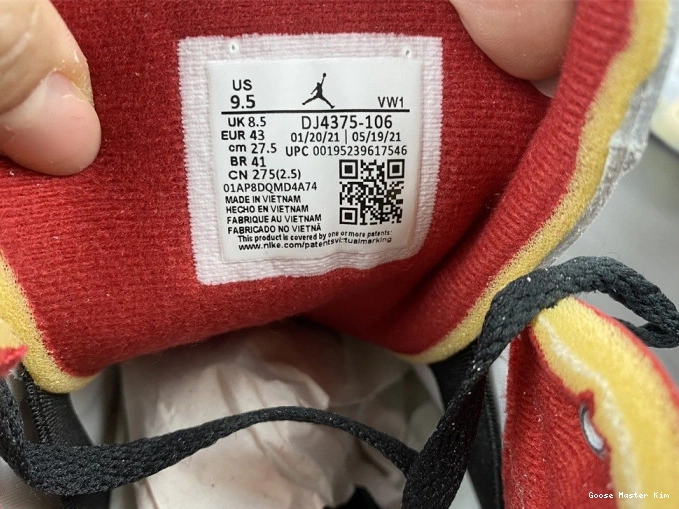 US
9.5
VW1
UK 8.5
DJ4375-106
EUR 43
01/20/21 | 05/19/21
cm 27.5
UPC 00195239617546
BR 41
CN 275(2.5)
01AP8DQMD4A74
MADE IN VIETNAM
HECHO EN VIETNAM
FABRIQUE AU VIETNAM
FABRICADO NO VIETNÃ
This product is covered by one or more patents:
www.nike.com/patentsvirtualmarking
Goose Master Kim